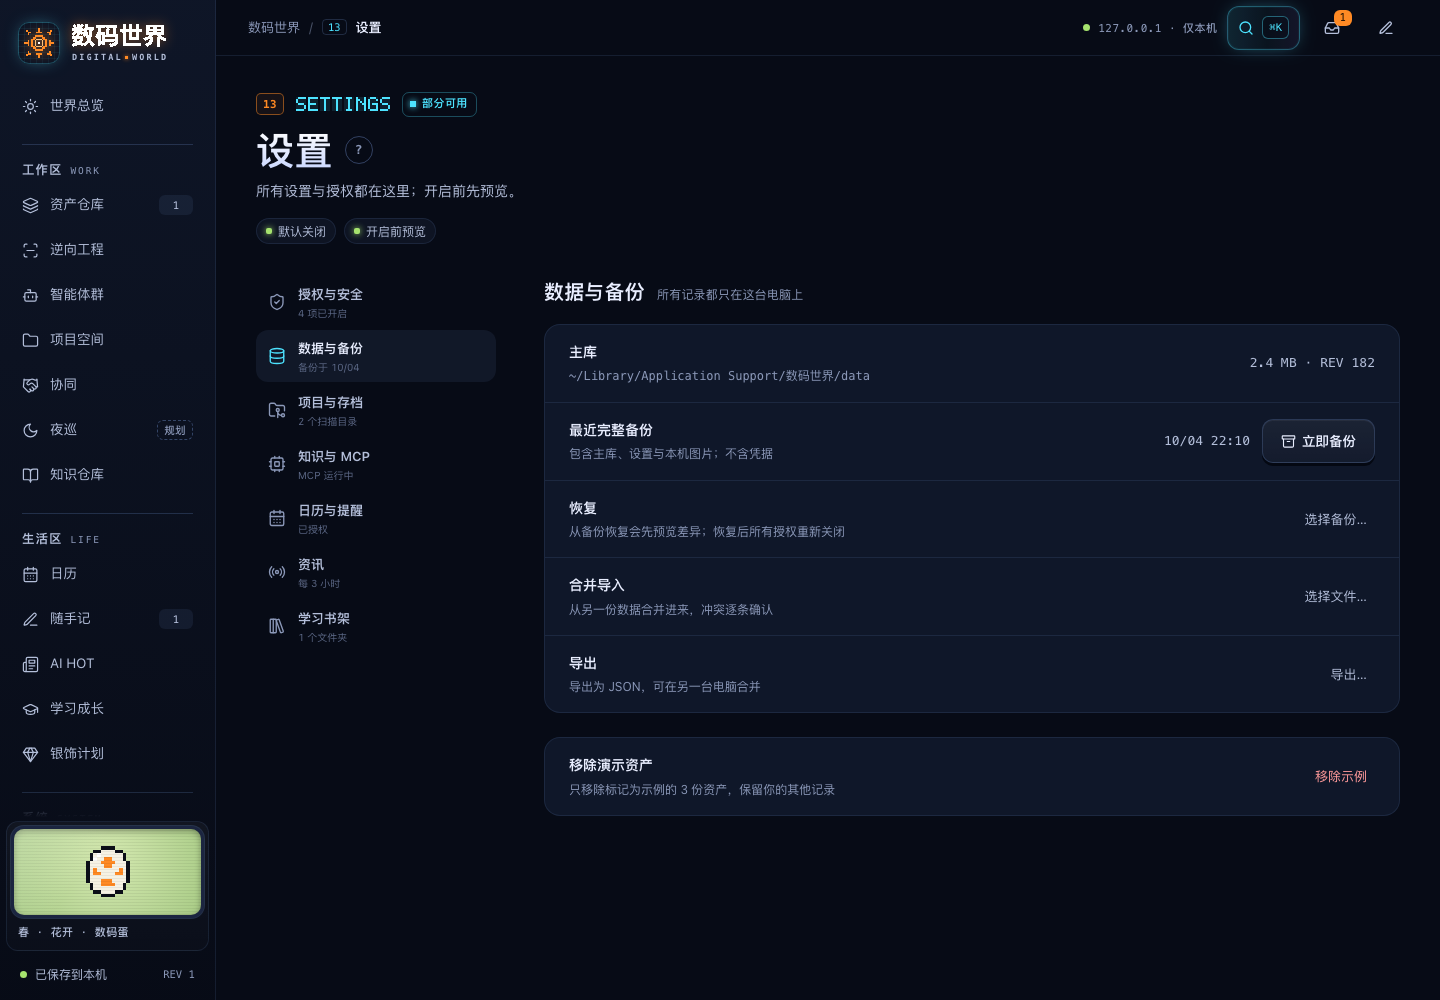 数码世界
DIGITAL WORLD
世界总览
工作区 WORK
资产仓库 1
逆向工程
智能体群
项目空间
协同
夜巡 规划
知识仓库
生活区 LIFE
日历
随手记 1
AI HOT
学习成长
银饰计划
春 · 花开 · 数码蛋
已保存到本机 REV 1
数码世界 / 13 设置
127.0.0.1 · 仅本机
⌘K
1
13 SETTINGS 部分可用
设置 ?
所有设置与授权都在这里；开启前先预览。
默认关闭 开启前预览
授权与安全
4 项已开启
数据与备份
备份于 10/04
项目与存档
2 个扫描目录
知识与 MCP
MCP 运行中
日历与提醒
已授权
资讯
每 3 小时
学习书架
1 个文件夹
数据与备份 所有记录都只在这台电脑上
主库
~/Library/Application Support/数码世界/data
2.4 MB · REV 182
最近完整备份
包含主库、设置与本机图片；不含凭据
10/04 22:10 立即备份
恢复
从备份恢复会先预览差异；恢复后所有授权重新关闭
选择备份…
合并导入
从另一份数据合并进来，冲突逐条确认
选择文件…
导出
导出为 JSON，可在另一台电脑合并
导出…
移除演示资产
只移除标记为示例的 3 份资产，保留你的其他记录
移除示例